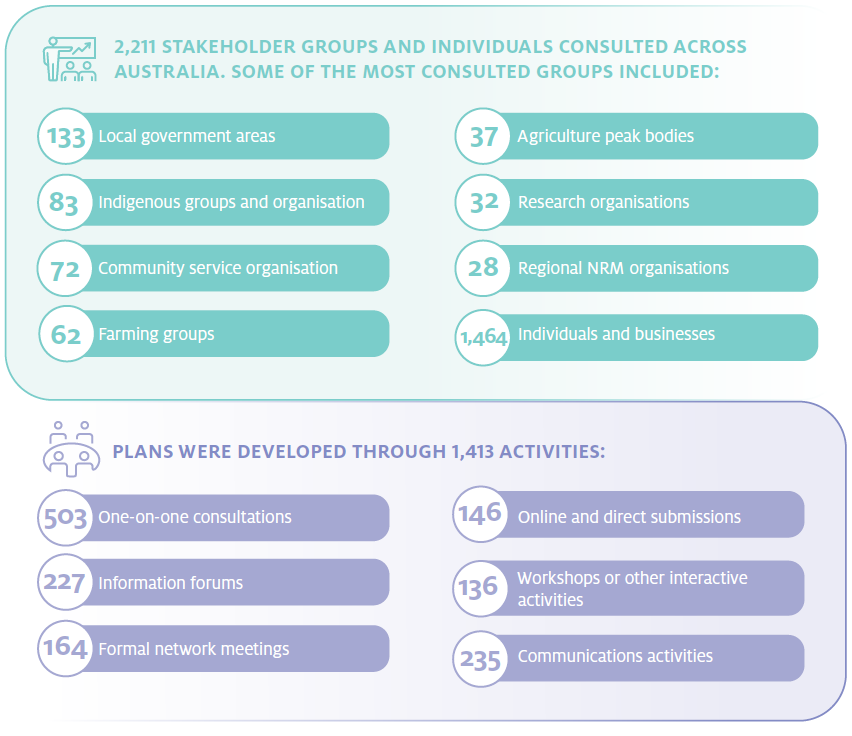 2,211 STAKEHOLDER GROUPS AND INDIVIDUALS CONSULTED ACROSS
AUSTRALIA. SOME OF THE MOST CONSULTED GROUPS INCLUDED:
133 Local government areas
83 Indigenous groups and organisation
72 Community service organisation
62 Farming groups
37 Agriculture peak bodies
32 Research organisations
28 Regional NRM organisations
1,464 Individuals and businesses
PLANS WERE DEVELOPED THROUGH 1,413 ACTIVITIES:
503 One-on-one consultations
227 Information forums
164 Formal network meetings
146 Online and direct submissions
136 Workshops or other interactive
activities
235 Communications activities